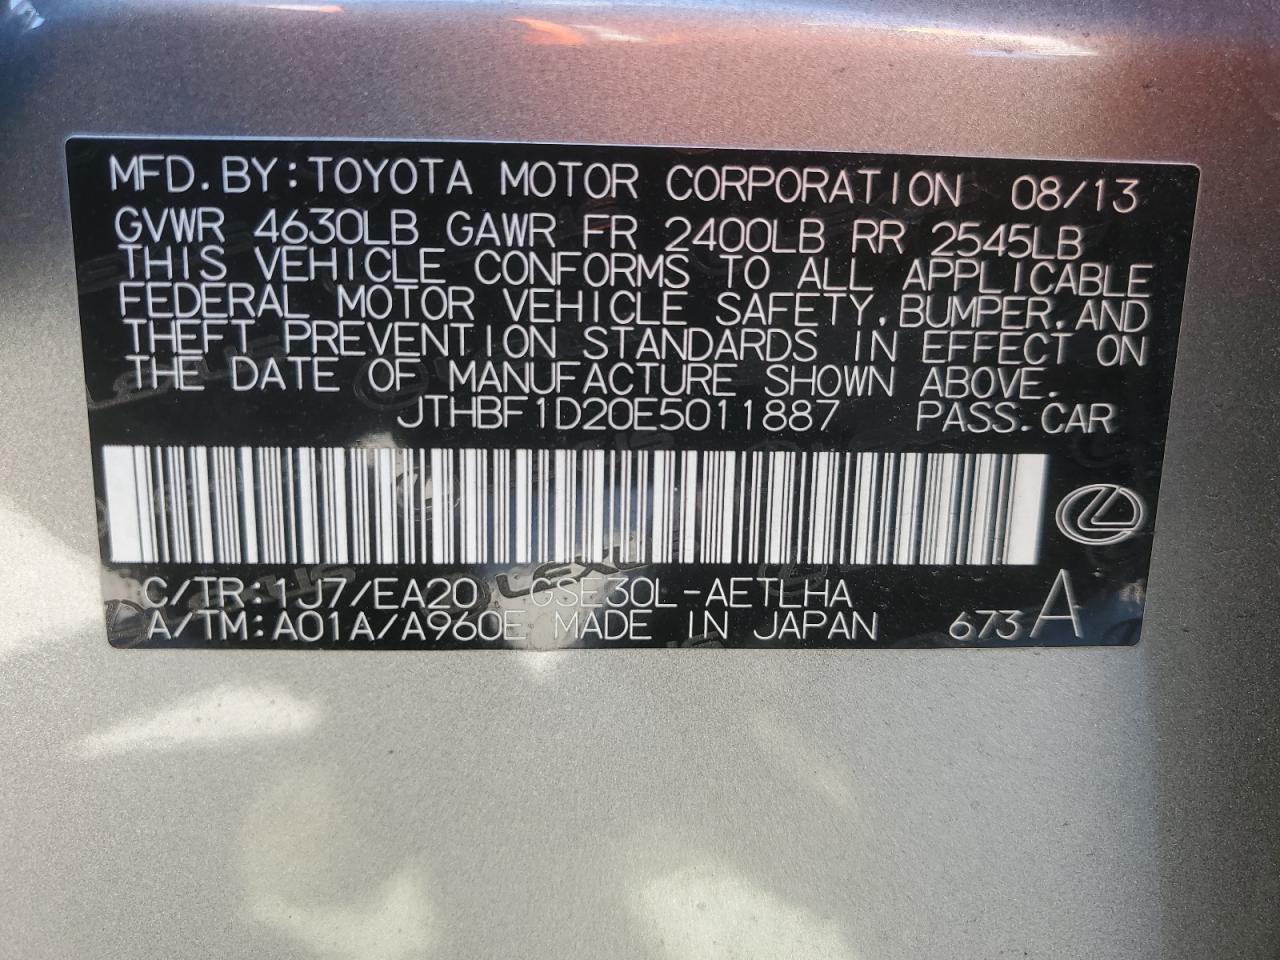 MFD.BY:TOYOTA MOTOR CORPORATION 08/13
GVWR 4630LB GAWR FR 2400LB RR 2545LB
THIS VEHICLE CONFORMS TO ALL APPLICABLE
FEDERAL MOTOR VEHICLE SAFETY,BUMPER,AND
THEFT PREVENTION STANDARDS IN EFFECT ON
THE DATE OF MANUFACTURE SHOWN ABOVE.
JTHBF1D20E5011887 PASS.CAR
C/TR:1J7/EA20 GSE30L-AETLHA
A/TM:A01A/A960E MADE IN JAPAN 673A